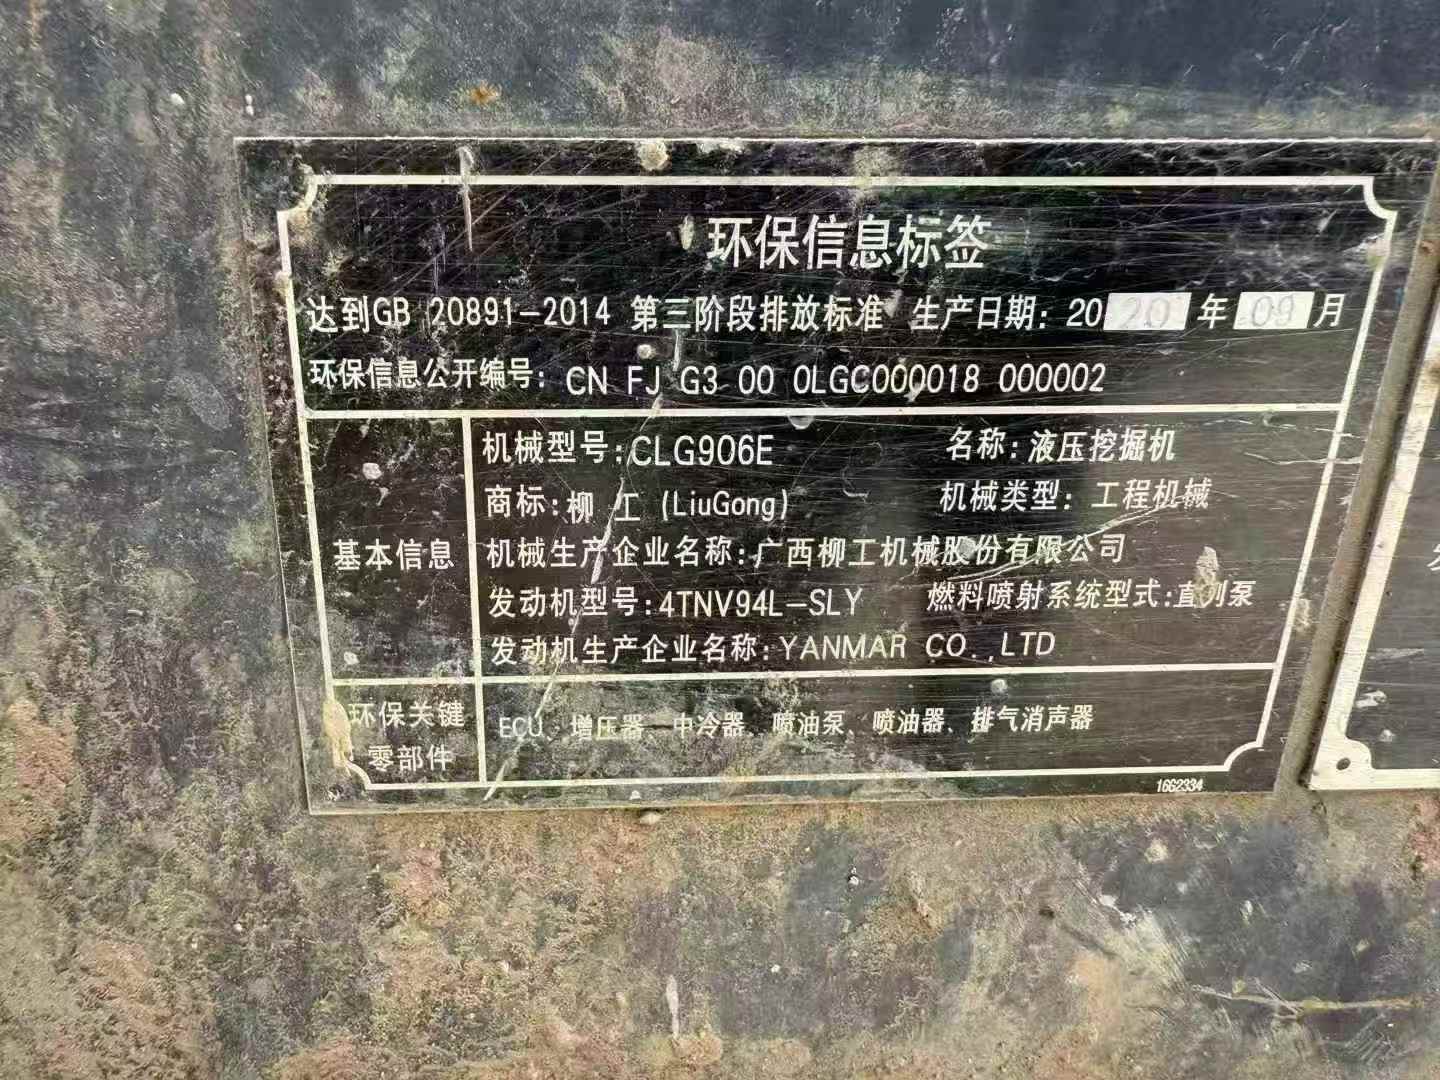 环保信息标签
达到GB 20891-2014 第三阶段排放标准 生产日期: 2020年09月
环保信息公开编号: CN FJ G3 00 0LGC000018 000002
机械型号:CLG906E 名称: 液压挖掘机
商标:柳 工 (LiuGong) 机械类型: 工程机械
基本信息 机械生产企业名称:广西柳工机械股份有限公司
发动机型号:4TNV94L-SLY 燃料喷射系统型式:直列泵
发动机生产企业名称:YANMAR CO.,LTD
环保关键
零部件
ECU、增压器、中冷器、喷油泵、喷油器、排气消声器
1662334